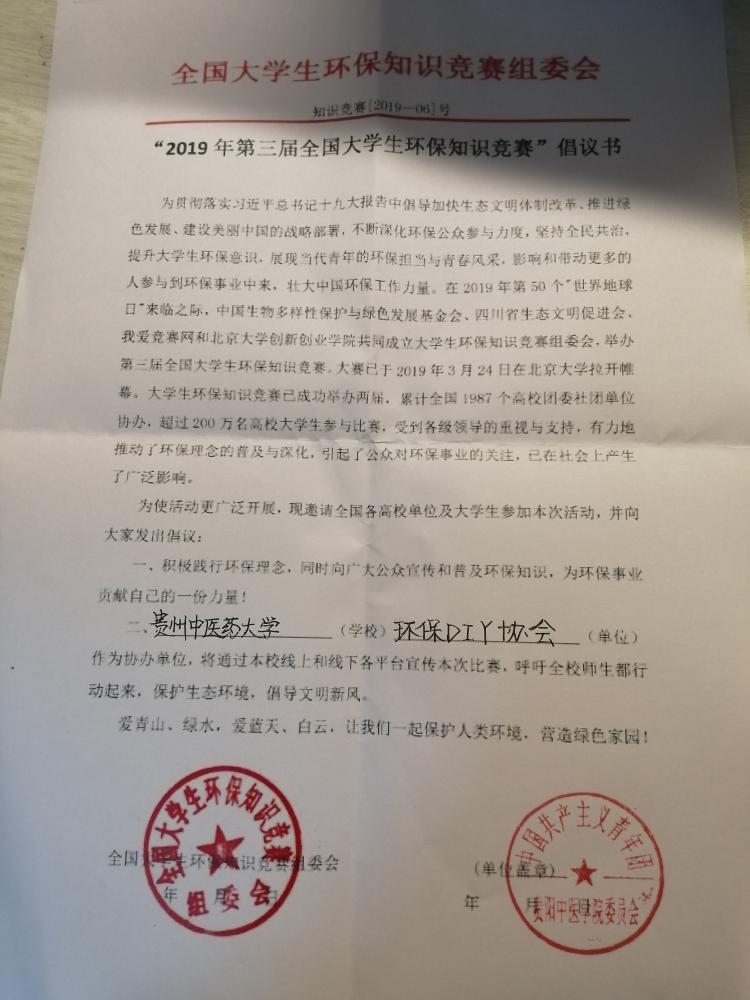 全国大学生环保知识竞赛组委会
知识竞赛[2019—06]号
“2019 年第三届全国大学生环保知识竞赛”倡议书
为贯彻落实习近平总书记十九大报告中倡导加快生态文明体制改革、推进绿
色发展、建设美丽中国的战略部署，不断深化环保公众参与力度，坚持全民共治，
提升大学生环保意识，展现当代青年的环保担当与青春风采，影响和带动更多的
人参与到环保事业中来，壮大中国环保工作力量。在 2019 年第 50 个"世界地球
日"来临之际，中国生物多样性保护与绿色发展基金会、四川省生态文明促进会、
我爱竞赛网和北京大学创新创业学院共同成立大学生环保知识竞赛组委会，举办
第三届全国大学生环保知识竞赛。大赛已于 2019 年 3 月 24 日在北京大学拉开帷
幕。大学生环保知识竞赛已成功举办两届，累计全国 1987 个高校团委社团单位
协办，超过 200 万名高校大学生参与比赛，受到各级领导的重视与支持，有力地
推动了环保理念的普及与深化，引起了公众对环保事业的关注，已在社会上产生
了广泛影响。
为使活动更广泛开展，现邀请全国各高校单位及大学生参加本次活动，并向
大家发出倡议：
一、积极践行环保理念，同时向广大公众宣传和普及环保知识，为环保事业
贡献自己的一份力量！
二、贵州中医药大学（学校）环保DIY协会（单位）
作为协办单位，将通过本校线上和线下各平台宣传本次比赛，呼吁全校师生都行
动起来，保护生态环境，倡导文明新风。
爱青山、绿水，爱蓝天、白云，让我们一起保护人类环境，营造绿色家园！
全国大学生环保知识竞赛组委会
年 月 日
全国大学生环保知识竞赛
组委会
（单位盖章）
年 月 日
中国共产主义青年团
贵阳中医学院委员会